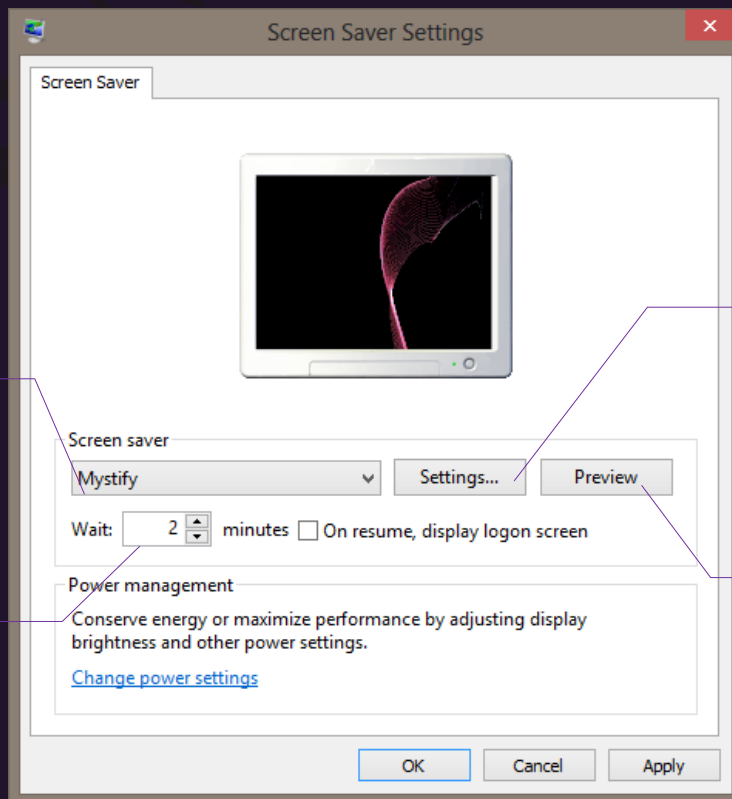 Screen Saver Settings
Screen Saver
Screen saver
Mystify
Settings...
Preview
Wait: 2 minutes On resume, display logon screen
Power management
Conserve energy or maximize performance by adjusting display
brightness and other power settings.
Change power settings
OK Cancel Apply